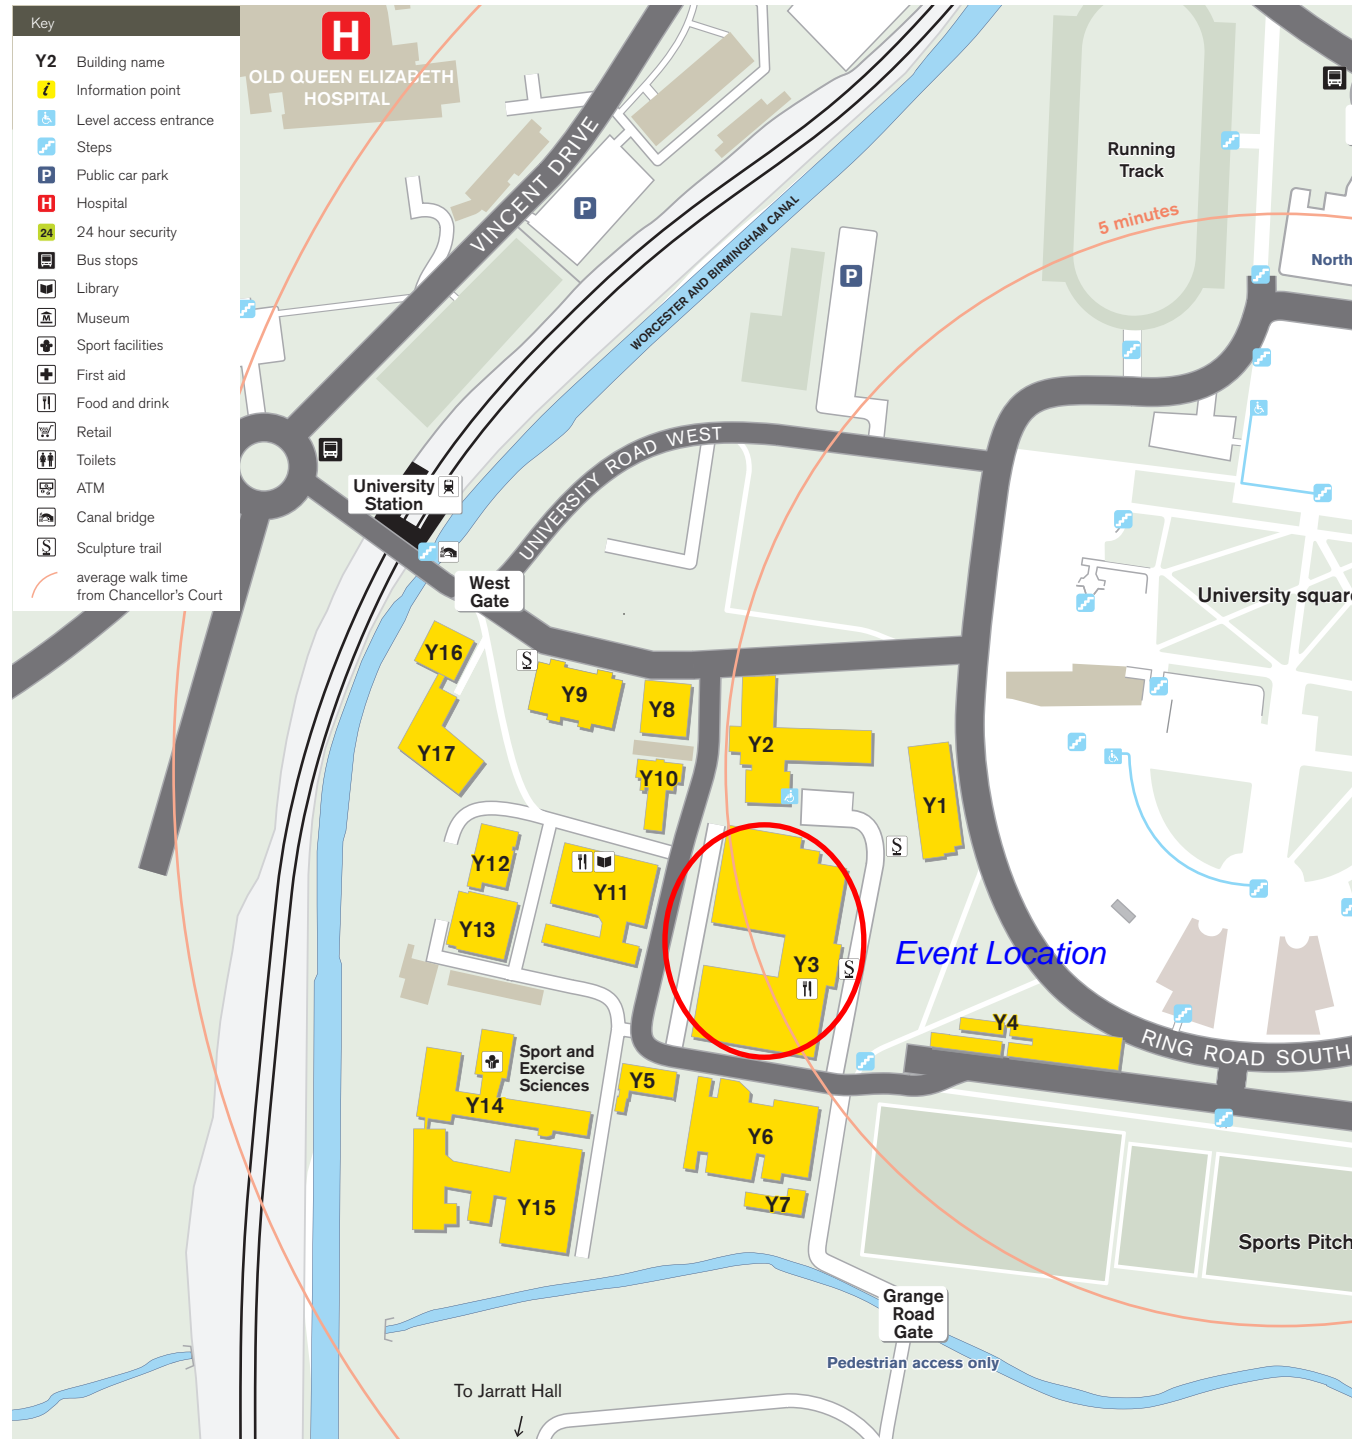 Key
Y2 Building name
i Information point
Level access entrance
Steps
P Public car park
H Hospital
24 24 hour security
Bus stops
Library
M Museum
Sport facilities
First aid
Food and drink
Retail
Toilets
ATM
Canal bridge
S Sculpture trail
average walk time
from Chancellor's Court
H
OLD QUEEN ELIZABETH
HOSPITAL
VINCENT DRIVE
P
WORCESTER AND BIRMINGHAM CANAL
P
Running
Track
5 minutes
North
University
Station
UNIVERSITY ROAD WEST
West
Gate
University square
Y16
S
Y9
Y8
Y17
Y2
Y10
Y1
S
Y12
Y11
Y13
Y3
S
Event Location
Y4
RING ROAD SOUTH
Sport and
Exercise
Sciences
Y5
Y14
Y6
Y15
Y7
Sports Pitch
Grange
Road
Gate
Pedestrian access only
To Jarratt Hall